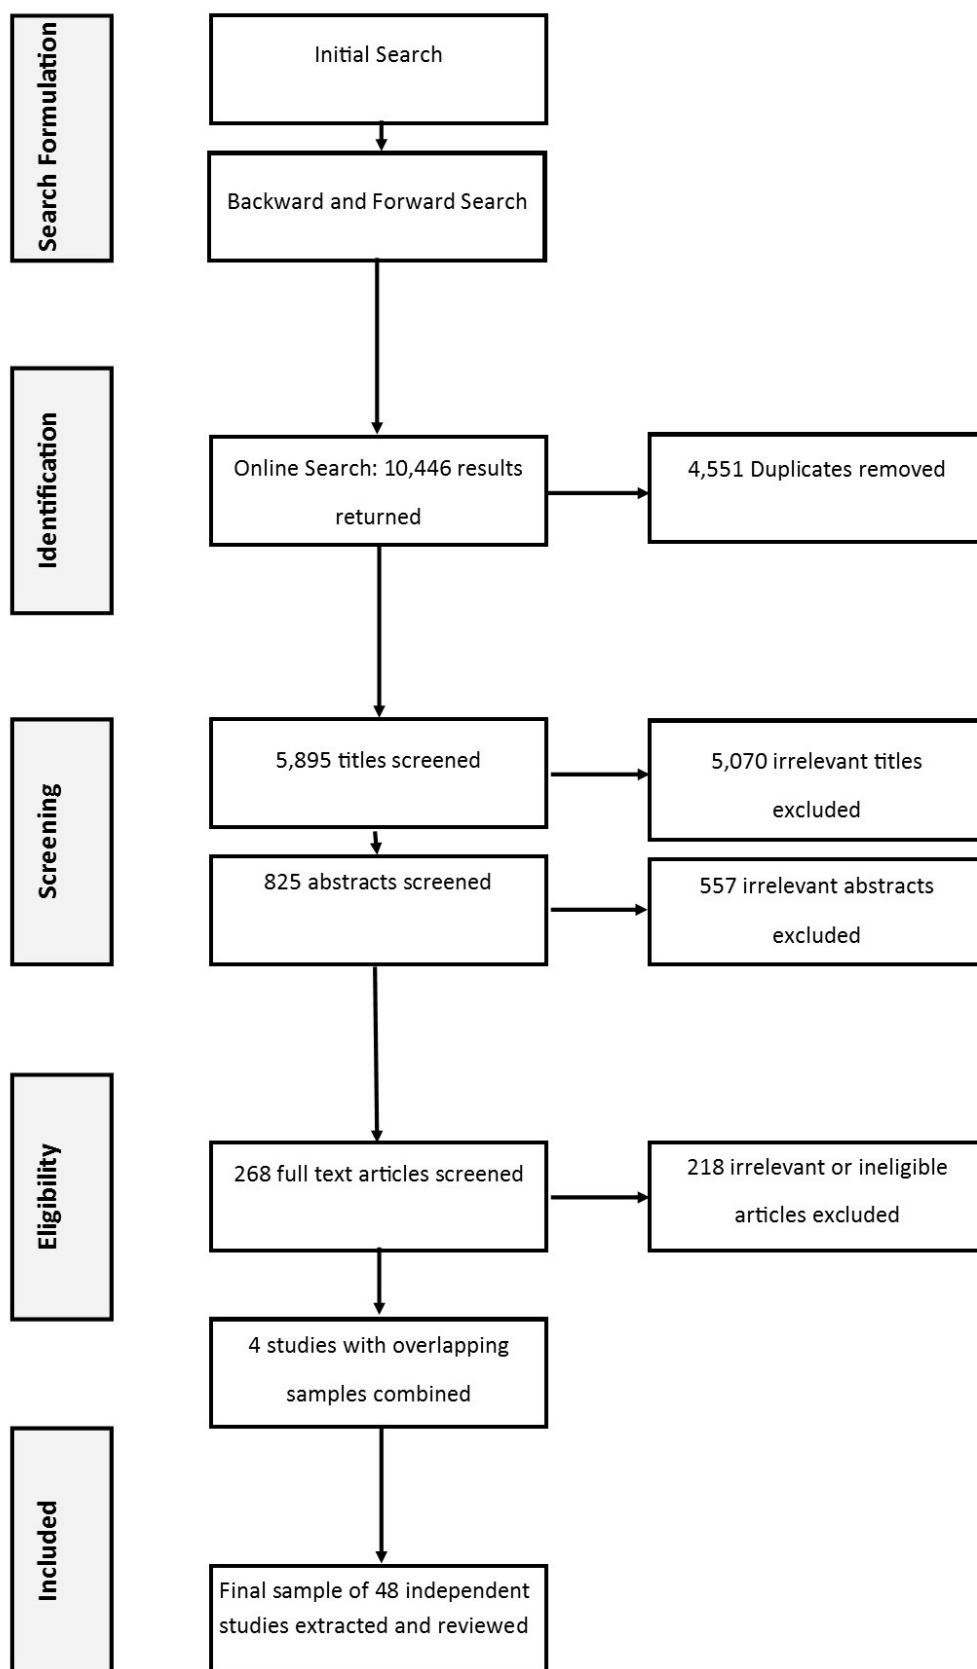 Search Formulation
Initial Search
Backward and Forward Search
Identification
Online Search: 10,446 results
returned
4,551 Duplicates removed
Screening
5,895 titles screened
5,070 irrelevant titles
excluded
825 abstracts screened
557 irrelevant abstracts
excluded
Eligibility
268 full text articles screened
218 irrelevant or ineligible
articles excluded
4 studies with overlapping
samples combined
Included
Final sample of 48 independent
studies extracted and reviewed